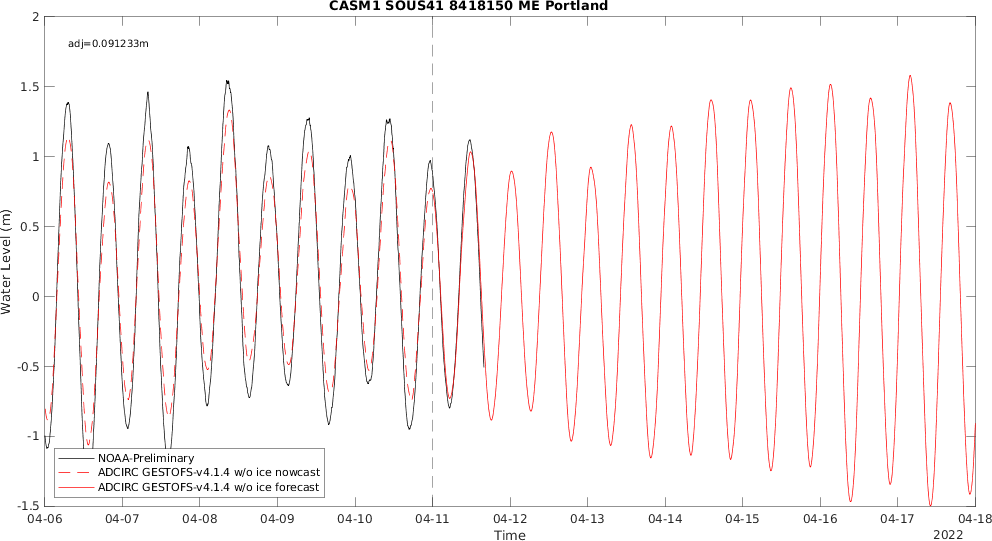 CASM1 SOUS41 8418150 ME Portland
adj=0.091233m
2
1.5
1
0.5
0
-0.5
-1
-1.5
Water Level (m)
NOAA-Preliminary
ADCIRC GESTOFS-v4.1.4 w/o ice nowcast
ADCIRC GESTOFS-v4.1.4 w/o ice forecast
04-06 04-07 04-08 04-09 04-10 04-11 04-12 04-13 04-14 04-15 04-16 04-17 04-18
Time
2022